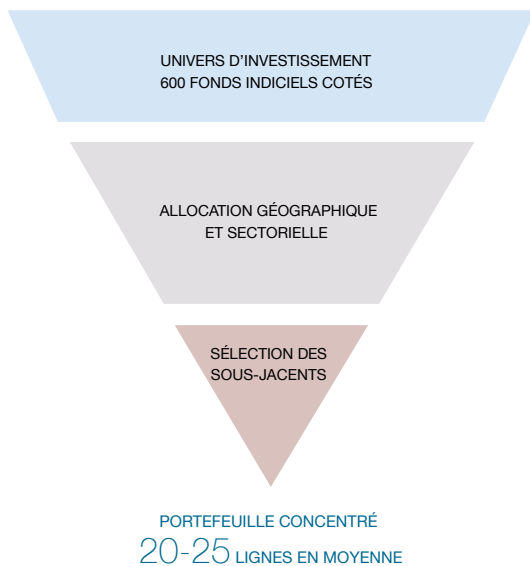 UNIVERS D'INVESTISSEMENT
600 FONDS INDICIELS COTÉS
ALLOCATION GÉOGRAPHIQUE
ET SECTORIELLE
SÉLECTION DES
SOUS-JACENTS
PORTEFEUILLE CONCENTRÉ
20-25 LIGNES EN MOYENNE